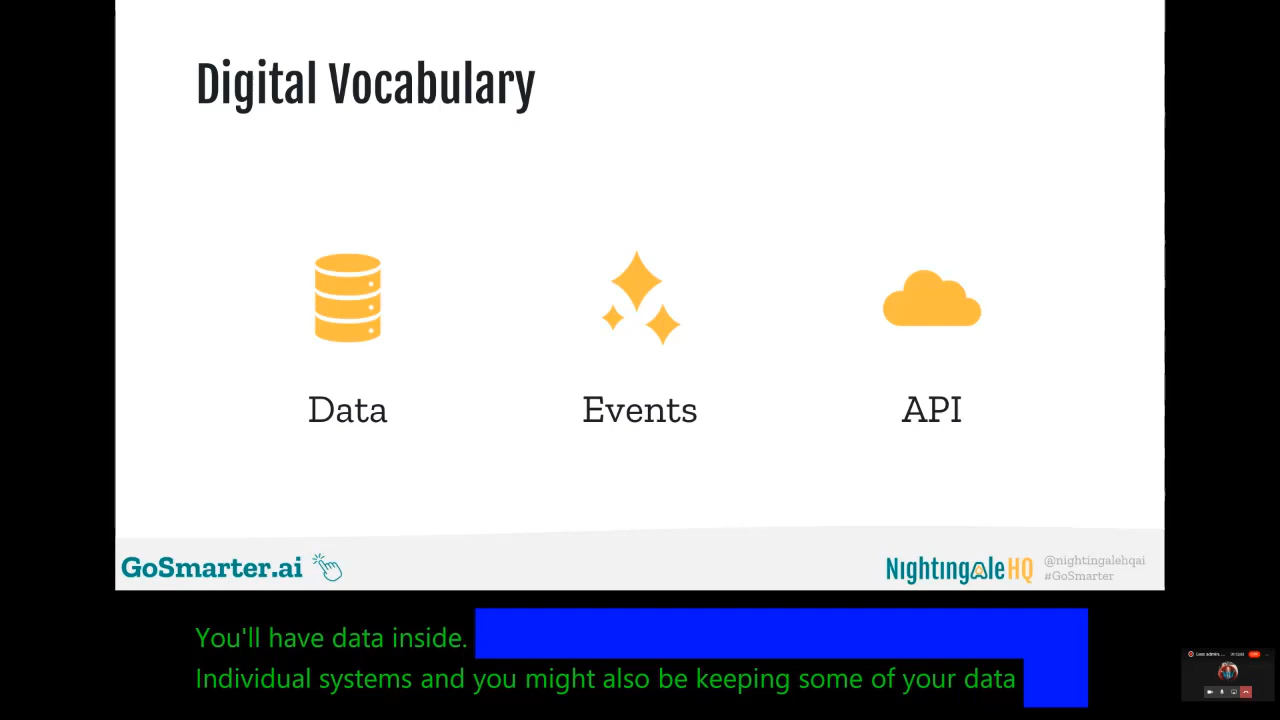 Digital Vocabulary
Data
Events
API
GoSmarter.ai
NightingaleHQ
@nightingalehqai
#GoSmarter
You'll have data inside.
Individual systems and you might also be keeping some of your data